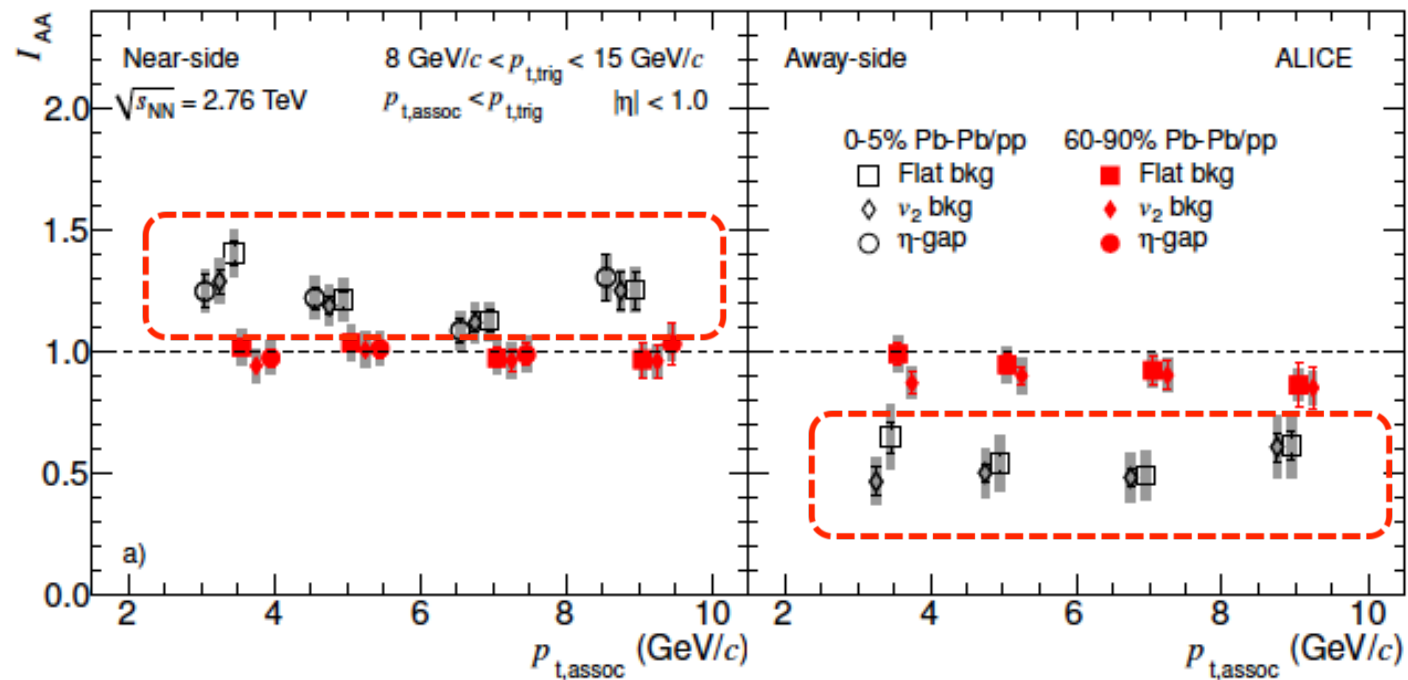 I_AA
Near-side 8 GeV/c < p_t,trig < 15 GeV/c
√s_NN = 2.76 TeV p_t,assoc < p_t,trig |η| < 1.0
Away-side ALICE
0-5% Pb-Pb/pp 60-90% Pb-Pb/pp
Flat bkg Flat bkg
v₂ bkg v₂ bkg
η-gap η-gap
2.0
1.5
1.0
0.5
0.0
a)
2 4 6 8 10 2 4 6 8 10
p_t,assoc (GeV/c) p_t,assoc (GeV/c)